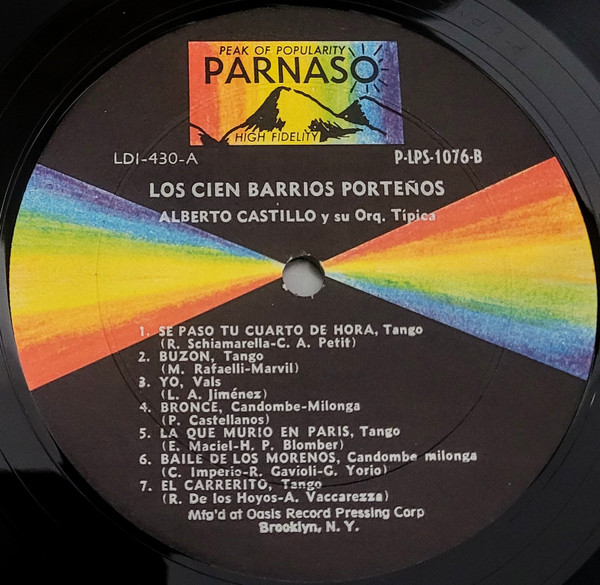 PEAK OF POPULARITY
PARNASO
HIGH FIDELITY
LDI-430-A P-LPS-1076-B
LOS CIEN BARRIOS PORTEÑOS
ALBERTO CASTILLO y su Orq. Típica
1. SE PASO TU CUARTO DE HORA, Tango
(R. Schiamarella-C. A. Petit)
2. BUZON, Tango
(M. Rafaelli-Marvil)
3. YO, Vals
(L. A. Jiménez)
4. BRONCE, Candombe-Milonga
(P. Castellanos)
5. LA QUE MURIO EN PARIS, Tango
(E. Maciel-H. P. Blomber)
6. BAILE DE LOS MORENOS, Candombe milonga
(C. Imperio-R. Gavioli-G. Yorio)
7. EL CARRERITO, Tango
(R. De los Hoyos-A. Vaccarezza)
Mfg'd at Oasis Record Pressing Corp
Brooklyn, N. Y.